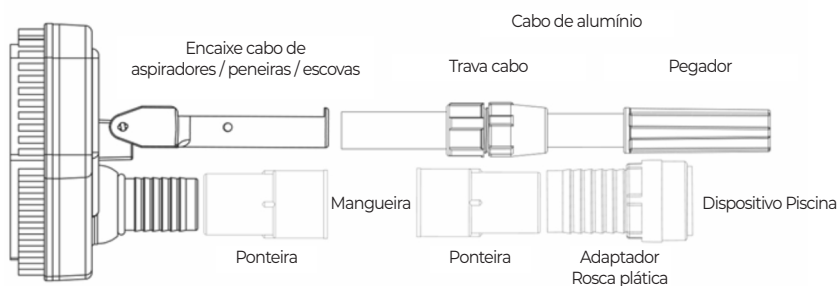 Cabo de alumínio
Encaixe cabo de
aspiradores / peneiras / escovas
Trava cabo
Pegador
Mangueira
Dispositivo Piscina
Ponteira
Ponteira
Adaptador
Rosca plática